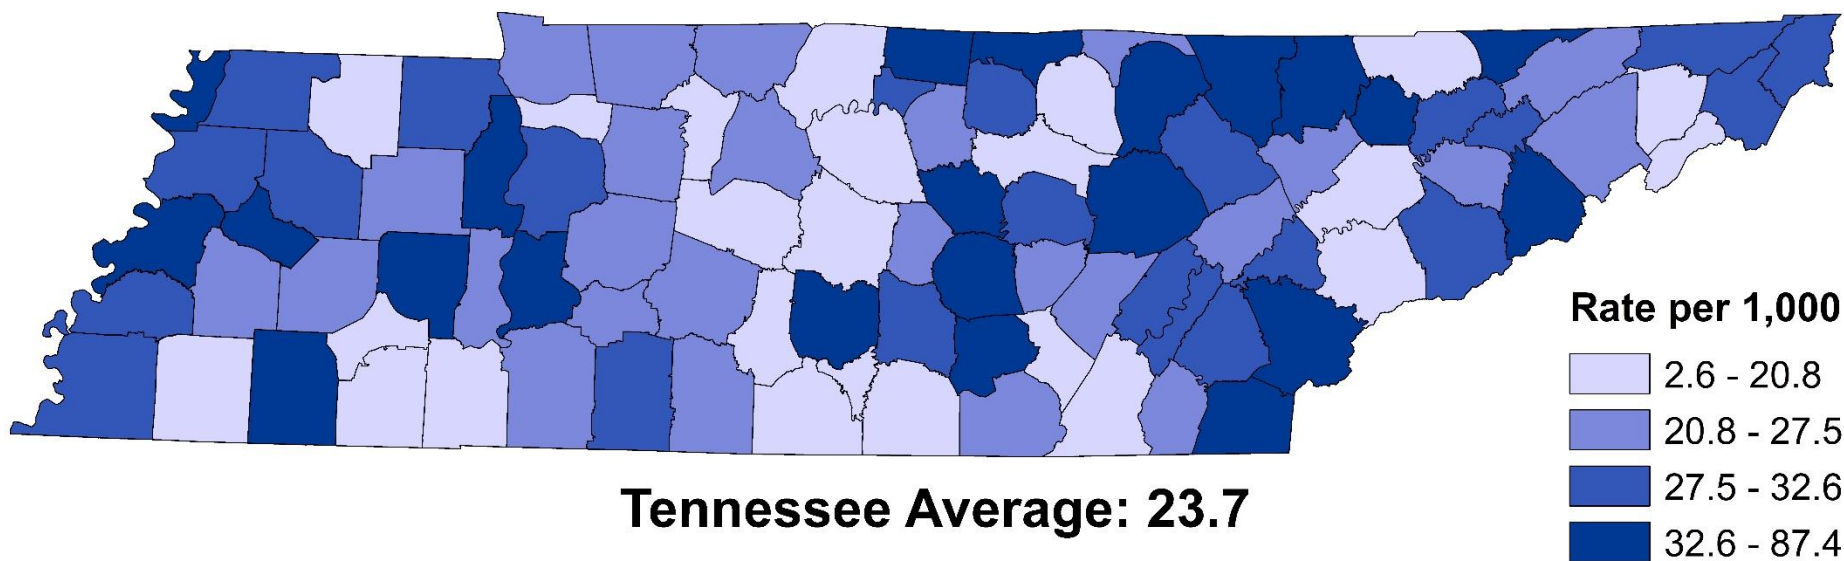 Rate per 1,000
2.6 - 20.8
20.8 - 27.5
27.5 - 32.6
32.6 - 87.4
Tennessee Average: 23.7